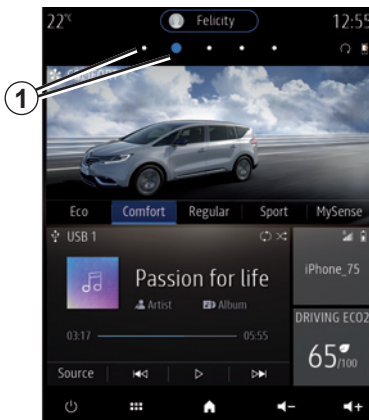 22°C
Felicity
12:55
1
COMFORT
Eco Comfort Regular Sport MySense
USB 1
iPhone_75
Passion for life
Artist Album
03:17 05:55
DRIVING ECO2
65/100
Source